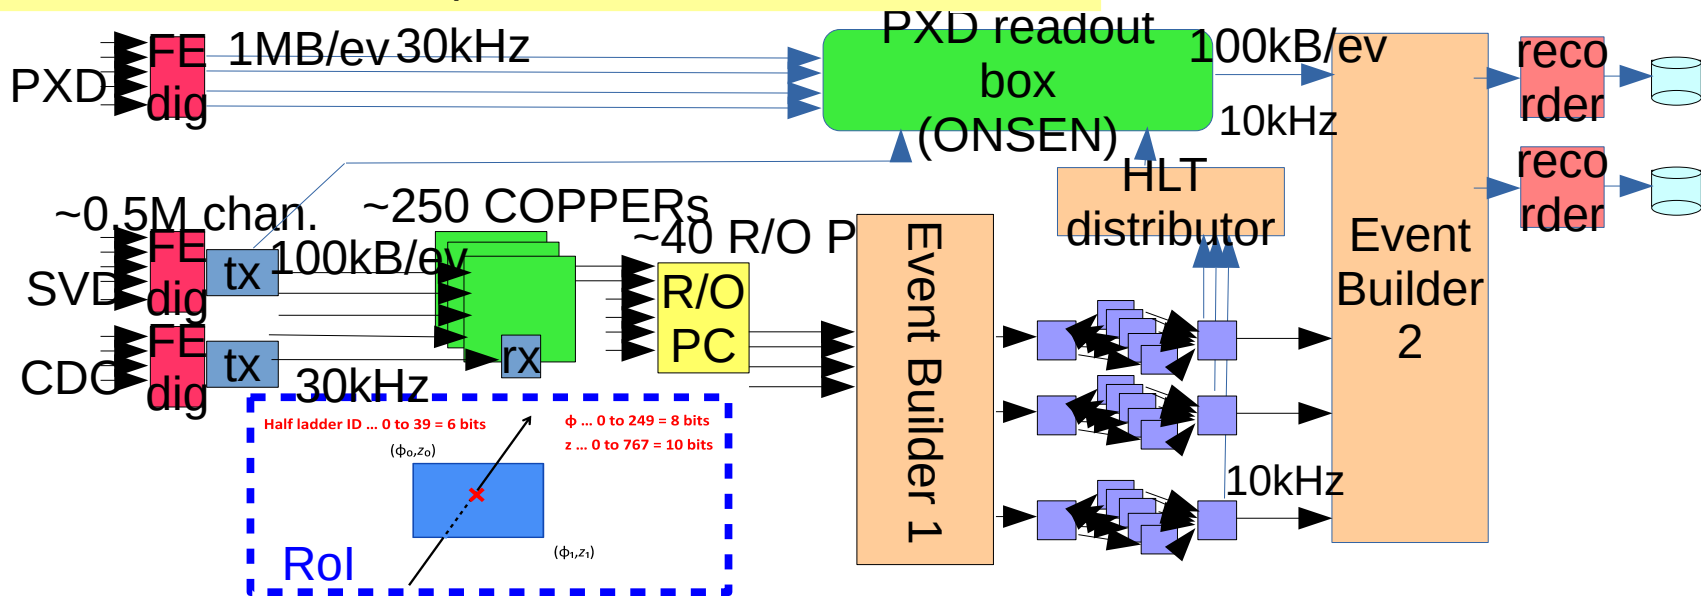 PXD
FE
dig
1MB/ev
30kHz
PXD readout
box
(ONSEN)
100kB/ev
10kHz
reco
rder
reco
rder
HLT
distributor
~0.5M chan.
~250 COPPERs
~40 R/O P
SVD
FE
dig
tx
100kB/ev
R/O
PC
CDC
FE
dig
tx
30kHz
rx
Event Builder 1
Event
Builder
2
10kHz
Half ladder ID ... 0 to 39 = 6 bits
ϕ ... 0 to 249 = 8 bits
z ... 0 to 767 = 10 bits
(ϕ₀,z₀)
(ϕ₁,z₁)
RoI